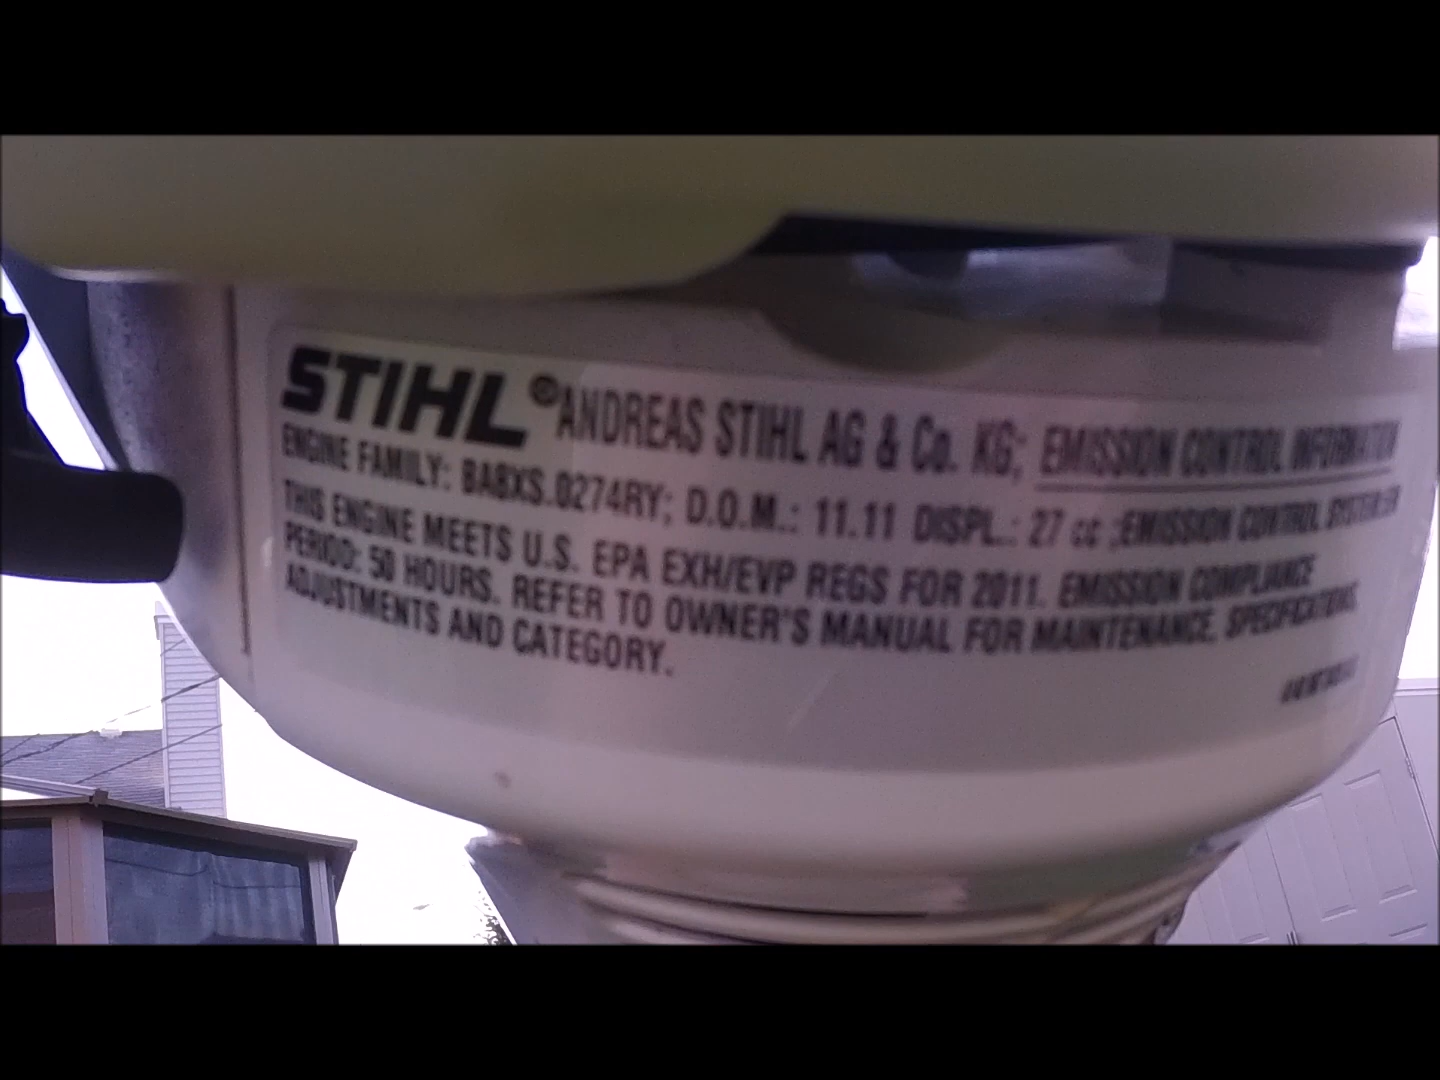 STIHL® ANDREAS STIHL AG & Co. KG; EMISSION CONTROL INFORMATION
ENGINE FAMILY: BABXS.0274RY; D.O.M.: 11.11 DISPL.: 27 cc ;EMISSION CONTROL SYSTEM:
THIS ENGINE MEETS U.S. EPA EXH/EVP REGS FOR 2011. EMISSION COMPLIANCE
PERIOD: 50 HOURS. REFER TO OWNER'S MANUAL FOR MAINTENANCE, SPECIFICATIONS,
ADJUSTMENTS AND CATEGORY.